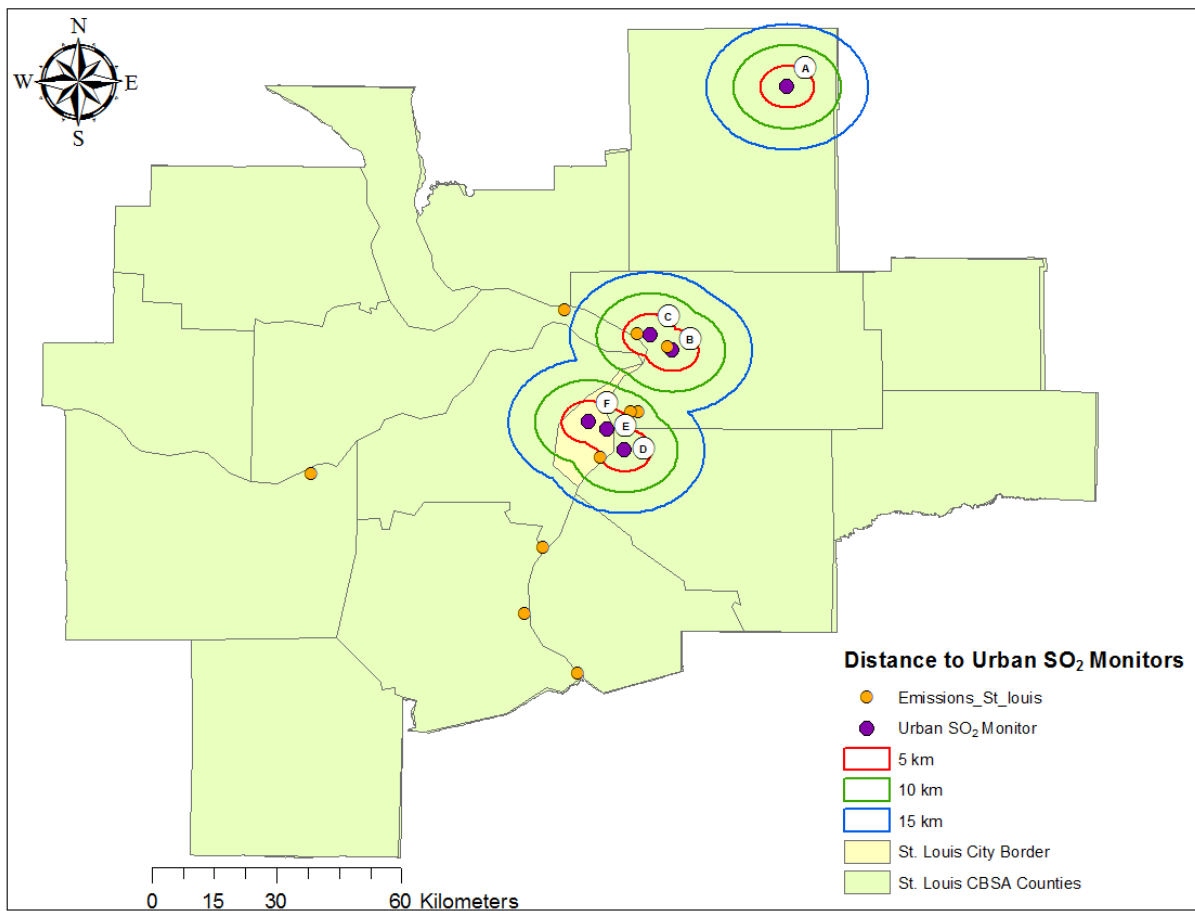 N
W E
S
A
C
B
F
E
D
Distance to Urban SO₂ Monitors
Emissions_St_louis
Urban SO₂ Monitor
5 km
10 km
15 km
St. Louis City Border
St. Louis CBSA Counties
0 15 30 60 Kilometers